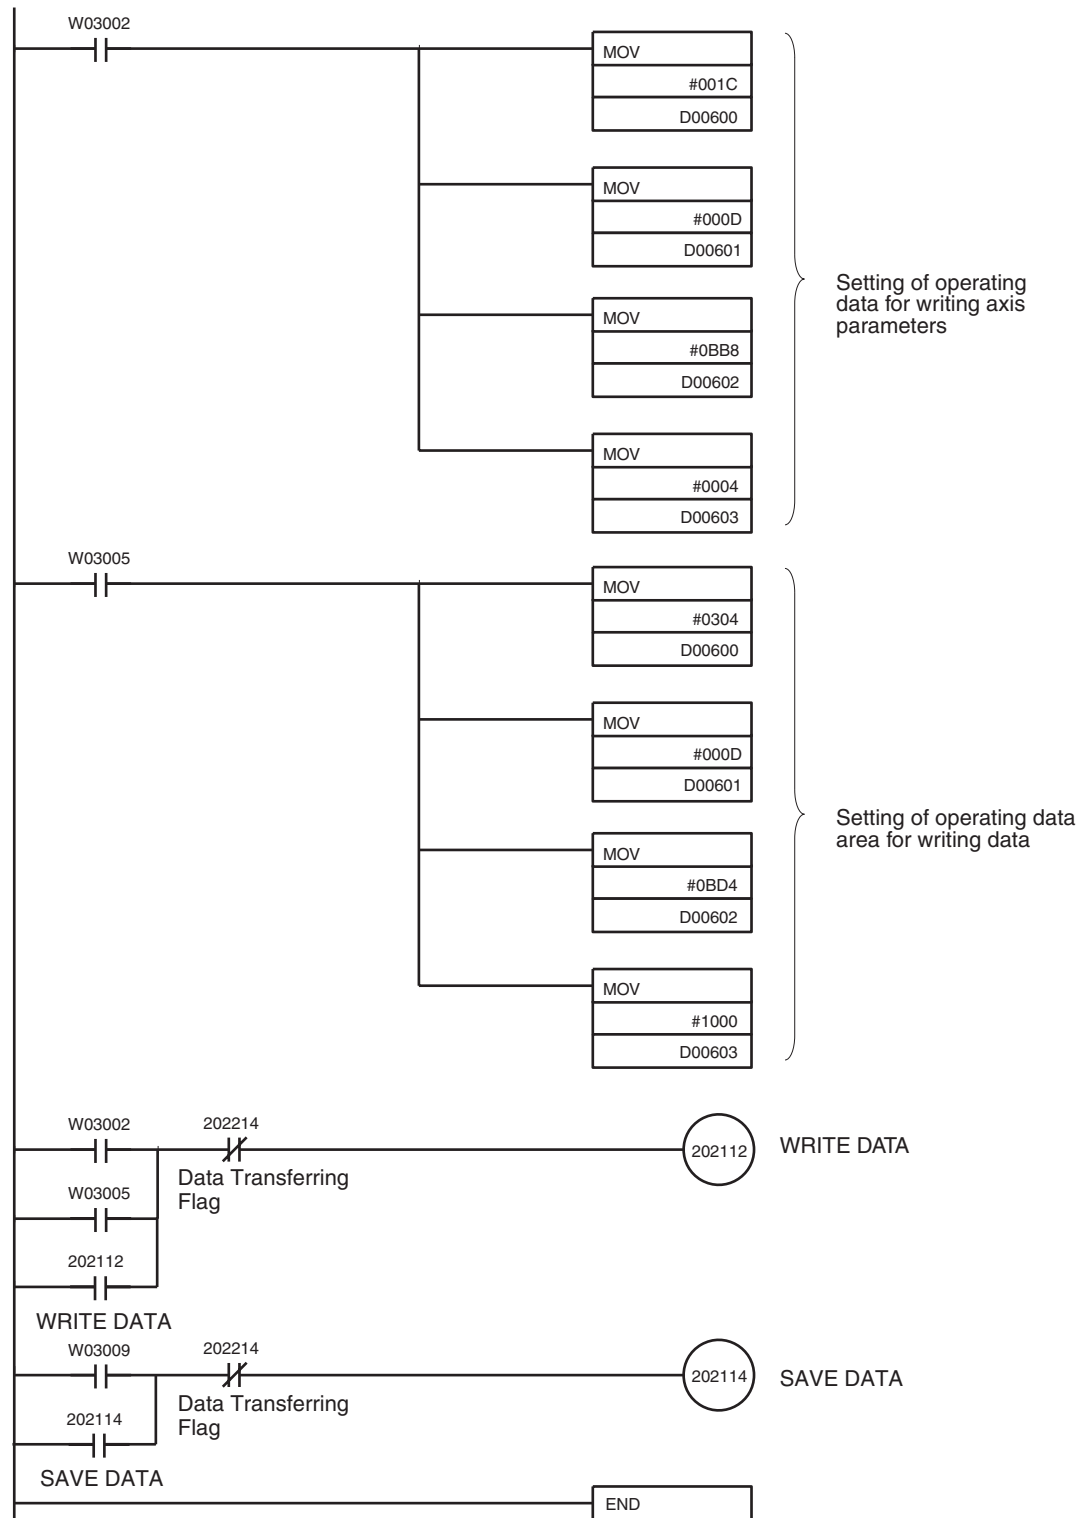 W03002
MOV
#001C
D00600
MOV
#000D
D00601
Setting of operating
data for writing axis
parameters
MOV
#0BB8
D00602
MOV
#0004
D00603
W03005
MOV
#0304
D00600
MOV
#000D
D00601
Setting of operating data
area for writing data
MOV
#0BD4
D00602
MOV
#1000
D00603
W03002
202214
202112
WRITE DATA
Data Transferring
Flag
W03005
202112
WRITE DATA
W03009
202214
202114
SAVE DATA
Data Transferring
Flag
202114
SAVE DATA
END